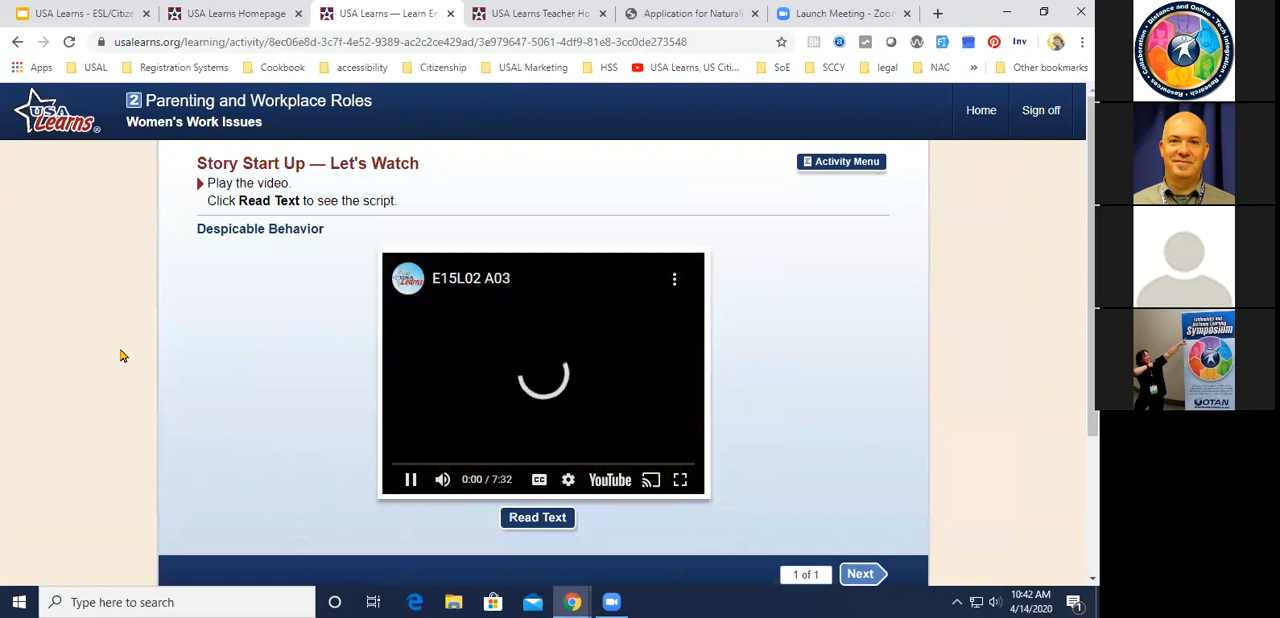 USA Learns - ESL/Citize
USA Learns Homepage
USA Learns — Learn En
USA Learns Teacher Ho
Application for Naturali
Launch Meeting - Zoo
usalearns.org/learning/activity/8ec06e8d-3c7f-4e52-9389-ac2c2cd429ad/3e979647-5061-4df9-81e8-3cc0de273548
Inv
Apps
USAL
Registration Systems
Cookbook
accessibility
Marketing
HSS
USA Learns, US Citi...
SoE
SCCY
legal
NAC
»
Other bookmarks
USA Learns
2 Parenting and Workplace Roles
Women's Work Issues
Home
Sign off
Story Start Up — Let's Watch
Activity Menu
Play the video.
Click Read Text to see the script.
Despicable Behavior
E15L02 A03
0:00 / 7:32
CC
YouTube
Read Text
1 of 1
Next
Type here to search
10:42 AM
4/14/2020
1
Symposium
OTAN